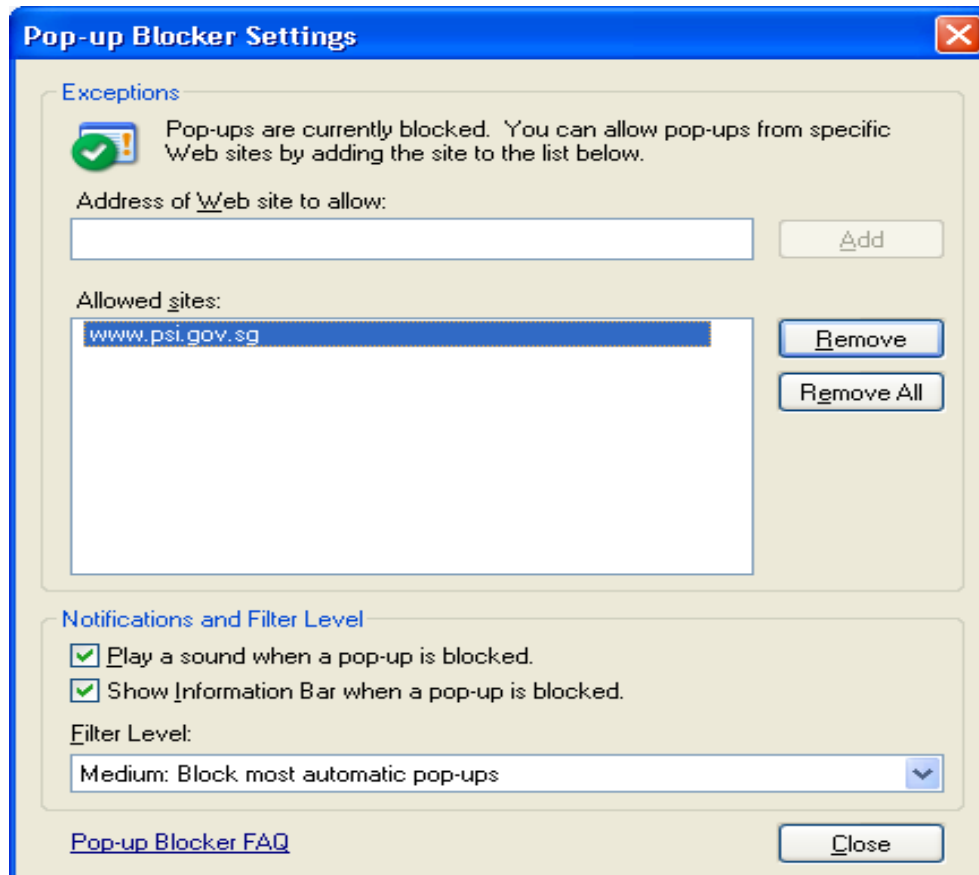 Pop-up Blocker Settings
Exceptions
Pop-ups are currently blocked. You can allow pop-ups from specific
Web sites by adding the site to the list below.
Address of Web site to allow:
Add
Allowed sites:
www.psi.gov.sg
Remove
Remove All
Notifications and Filter Level
Play a sound when a pop-up is blocked.
Show Information Bar when a pop-up is blocked.
Filter Level:
Medium: Block most automatic pop-ups
Pop-up Blocker FAQ
Close